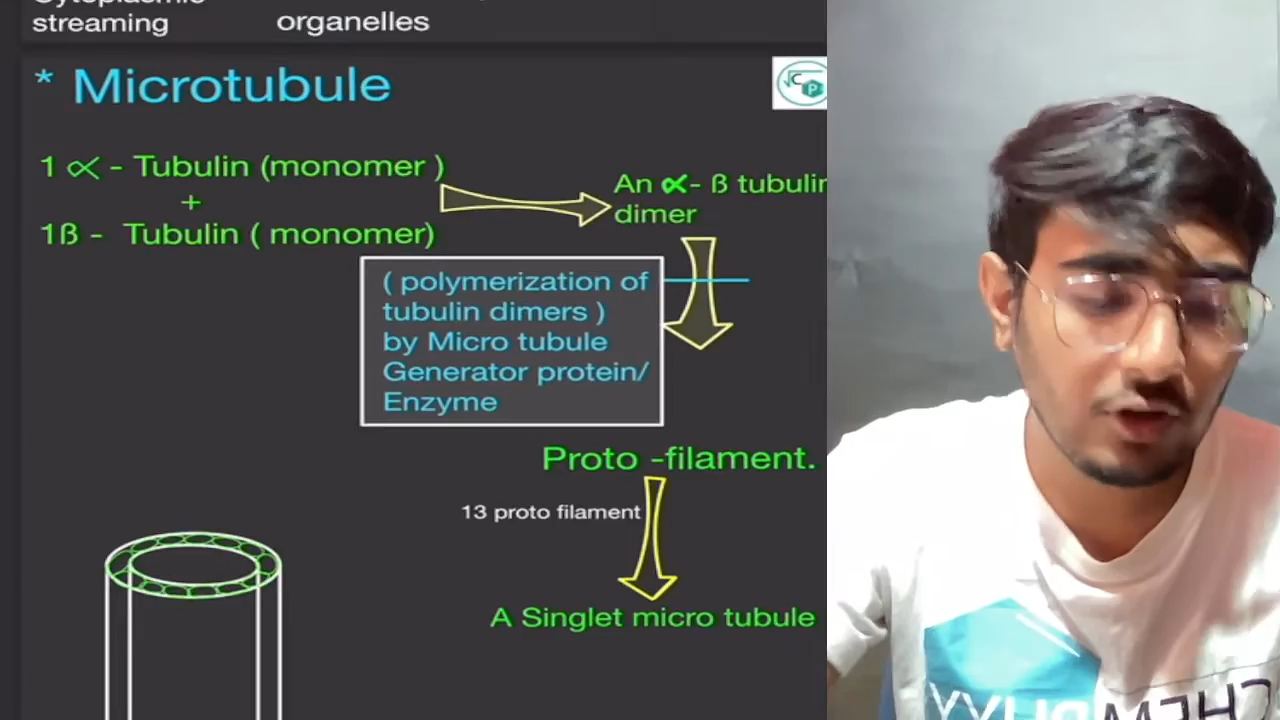 streaming
organelles
* Microtubule
1 ∝ - Tubulin (monomer )
+
1ß - Tubulin ( monomer)
An ∝- ß tubulin
dimer
( polymerization of
tubulin dimers )
by Micro tubule
Generator protein/
Enzyme
Proto -filament.
13 proto filament
A Singlet micro tubule
C
P